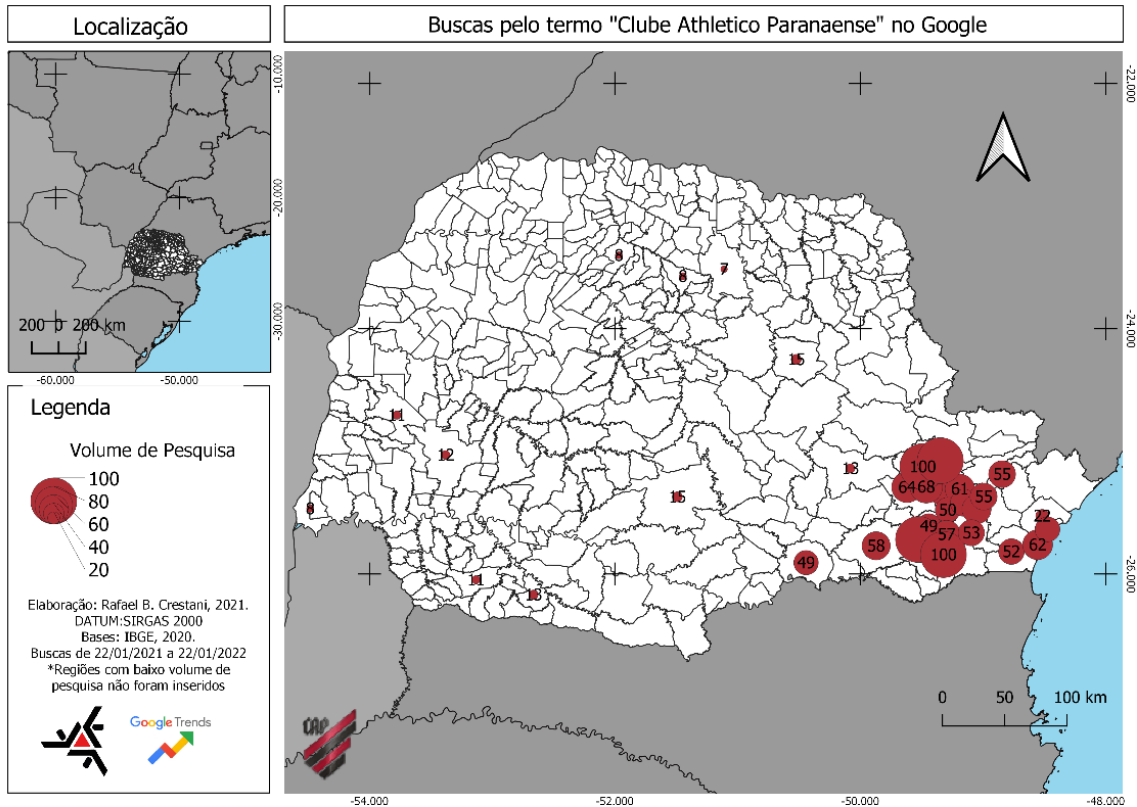 Localização
Buscas pelo termo "Clube Athletico Paranaense" no Google
-10.000
-20.000
-30.000
200 0 200 km
-60.000 -50.000
Legenda
Volume de Pesquisa
100
80
60
40
20
Elaboração: Rafael B. Crestani, 2021.
DATUM:SIRGAS 2000
Bases: IBGE, 2020.
Buscas de 22/01/2021 a 22/01/2022
*Regiões com baixo volume de
pesquisa não foram inseridos
Google Trends
-22.000
-24.000
-26.000
8
8
7
15
11
12
13
100
55
64
68
61
55
15
8
50
22
49
57
53
58
62
52
100
49
11
13
0 50 100 km
CAP
-54.000 -52.000 -50.000 -48.000